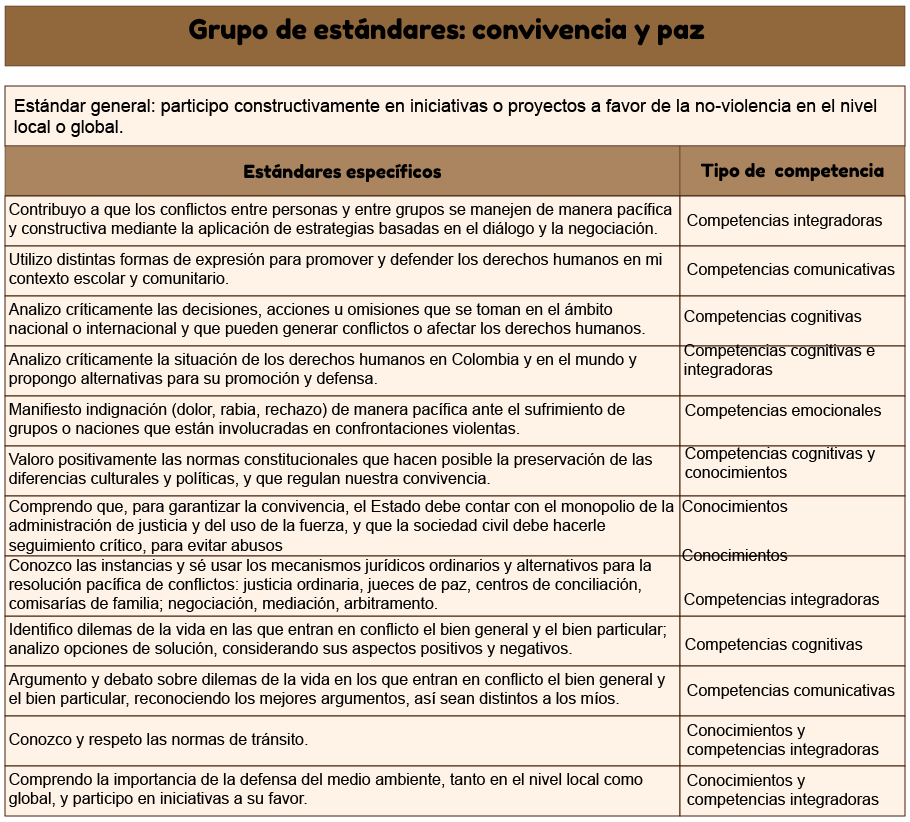 Grupo de estándares: convivencia y paz
Estándar general: participo constructivamente en iniciativas o proyectos a favor de la no-violencia en el nivel
local o global.
Estándares específicos
Tipo de competencia
Contribuyo a que los conflictos entre personas y entre grupos se manejen de manera pacífica
y constructiva mediante la aplicación de estrategias basadas en el diálogo y la negociación.
Competencias integradoras
Utilizo distintas formas de expresión para promover y defender los derechos humanos en mi
contexto escolar y comunitario.
Competencias comunicativas
Analizo críticamente las decisiones, acciones u omisiones que se toman en el ámbito
nacional o internacional y que pueden generar conflictos o afectar los derechos humanos.
Competencias cognitivas
Analizo críticamente la situación de los derechos humanos en Colombia y en el mundo y
propongo alternativas para su promoción y defensa.
Competencias cognitivas e
integradoras
Manifiesto indignación (dolor, rabia, rechazo) de manera pacífica ante el sufrimiento de
grupos o naciones que están involucradas en confrontaciones violentas.
Competencias emocionales
Valoro positivamente las normas constitucionales que hacen posible la preservación de las
diferencias culturales y políticas, y que regulan nuestra convivencia.
Competencias cognitivas y
conocimientos
Comprendo que, para garantizar la convivencia, el Estado debe contar con el monopolio de la
administración de justicia y del uso de la fuerza, y que la sociedad civil debe hacerle
seguimiento crítico, para evitar abusos
Conocimientos
Conozco las instancias y sé usar los mecanismos jurídicos ordinarios y alternativos para la
resolución pacífica de conflictos: justicia ordinaria, jueces de paz, centros de conciliación,
comisarías de familia; negociación, mediación, arbitramento.
Conocimientos
Competencias integradoras
Identifico dilemas de la vida en las que entran en conflicto el bien general y el bien particular;
analizo opciones de solución, considerando sus aspectos positivos y negativos.
Competencias cognitivas
Argumento y debato sobre dilemas de la vida en los que entran en conflicto el bien general y
el bien particular, reconociendo los mejores argumentos, así sean distintos a los míos.
Competencias comunicativas
Conozco y respeto las normas de tránsito.
Conocimientos y
competencias integradoras
Comprendo la importancia de la defensa del medio ambiente, tanto en el nivel local como
global, y participo en iniciativas a su favor.
Conocimientos y
competencias integradoras